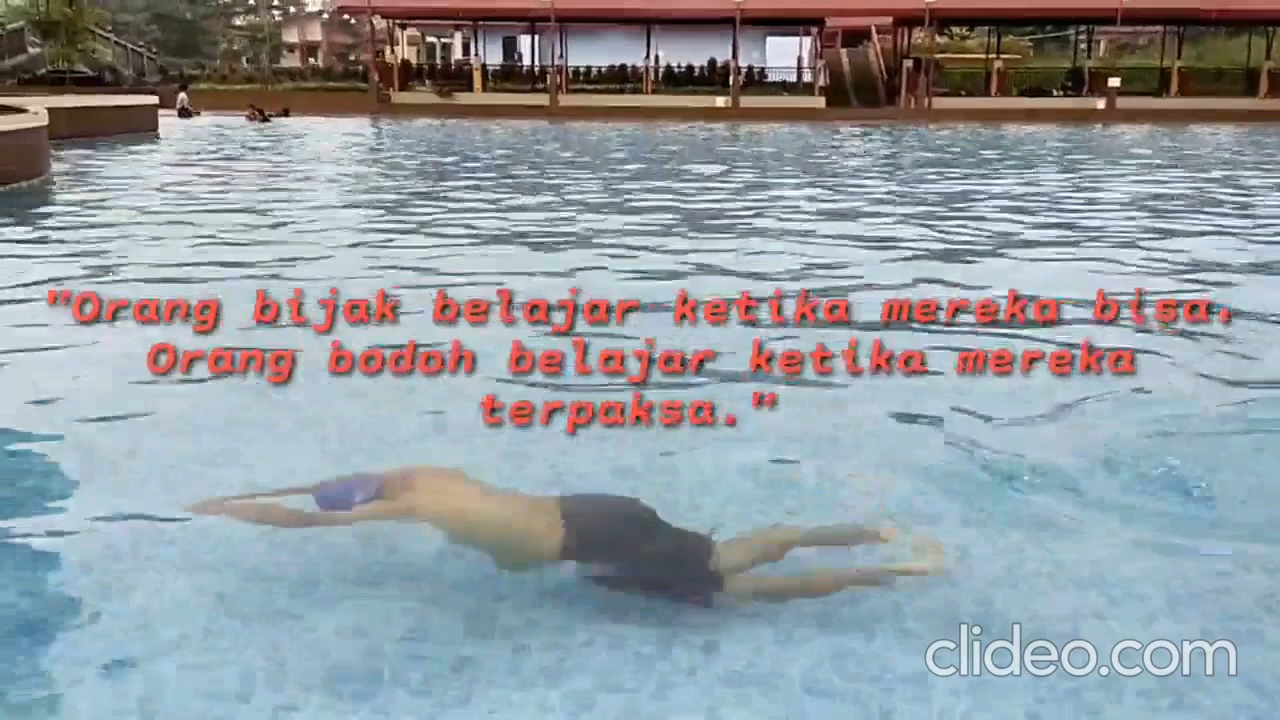 "Orang bijak belajar ketika mereka bisa.
Orang bodoh belajar ketika mereka
terpaksa."
clideo.com